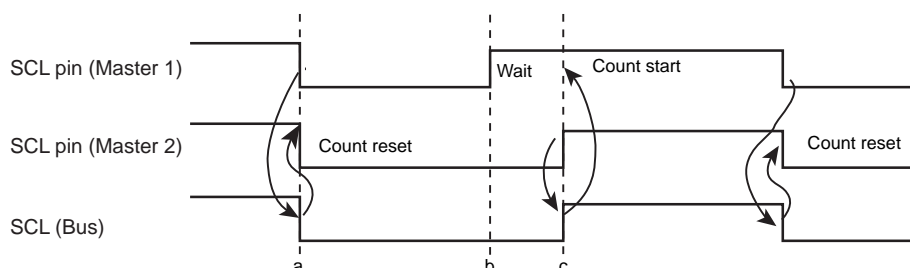 SCL pin (Master 1)
Wait
Count start
SCL pin (Master 2)
Count reset
Count reset
SCL (Bus)
a
b
c